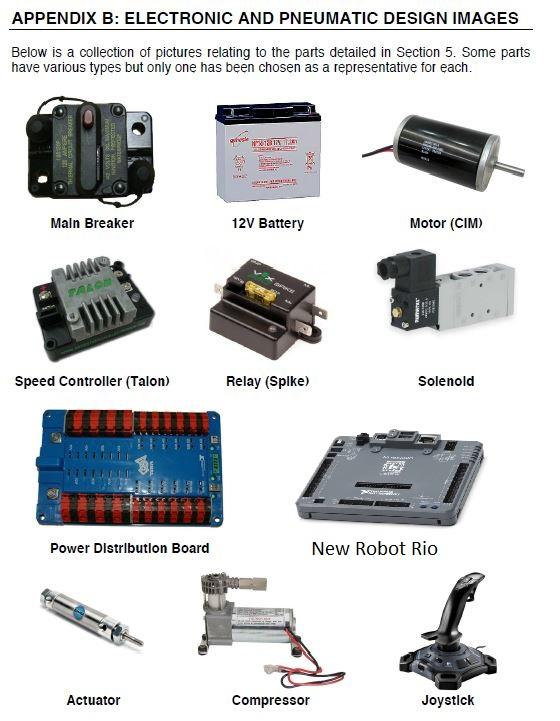 APPENDIX B: ELECTRONIC AND PNEUMATIC DESIGN IMAGES
Below is a collection of pictures relating to the parts detailed in Section 5. Some parts
have various types but only one has been chosen as a representative for each.
Main Breaker
12V Battery
Motor (CIM)
TALON
SPIKE
Speed Controller (Talon)
Relay (Spike)
Solenoid
Power Distribution Board
New Robot Rio
Actuator
Compressor
Joystick